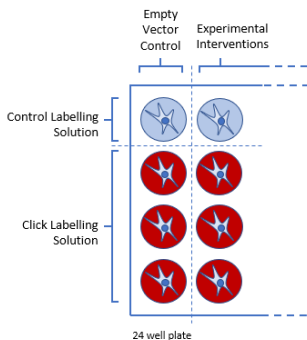 Empty
Vector
Control
Experimental
Interventions
Control Labelling
Solution
Click Labelling
Solution
24 well plate